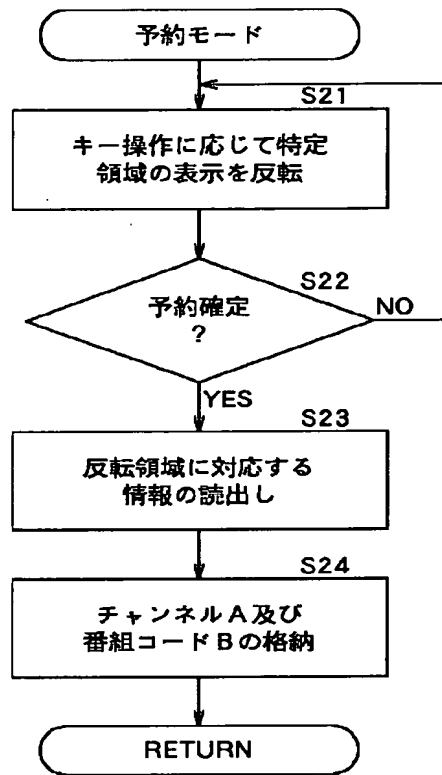 予約モード
S21
キー操作に応じて特定
領域の表示を反転
S22
予約確定
?
NO
YES
S23
反転領域に対応する
情報の読出し
S24
チャンネルA及び
番組コードBの格納
RETURN